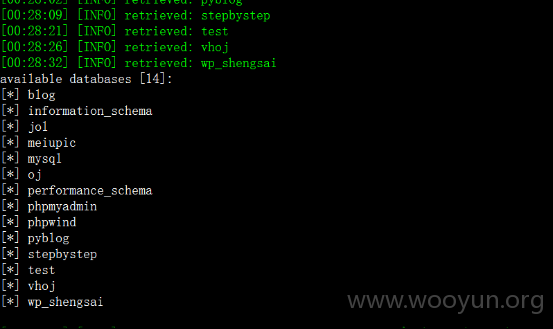 [00:28:02] [INFO] retrieved: pyblog
[00:28:09] [INFO] retrieved: stepbystep
[00:28:21] [INFO] retrieved: test
[00:28:26] [INFO] retrieved: vhoj
[00:28:32] [INFO] retrieved: wp_shengsai
available databases [14]:
[*] blog
[*] information_schema
[*] jol
[*] meiupic
[*] mysql
[*] oj
[*] performance_schema
[*] phpmyadmin
[*] phpwind
[*] pyblog
[*] stepbystep
[*] test
[*] vhoj
[*] wp_shengsai
www.wooyun.org